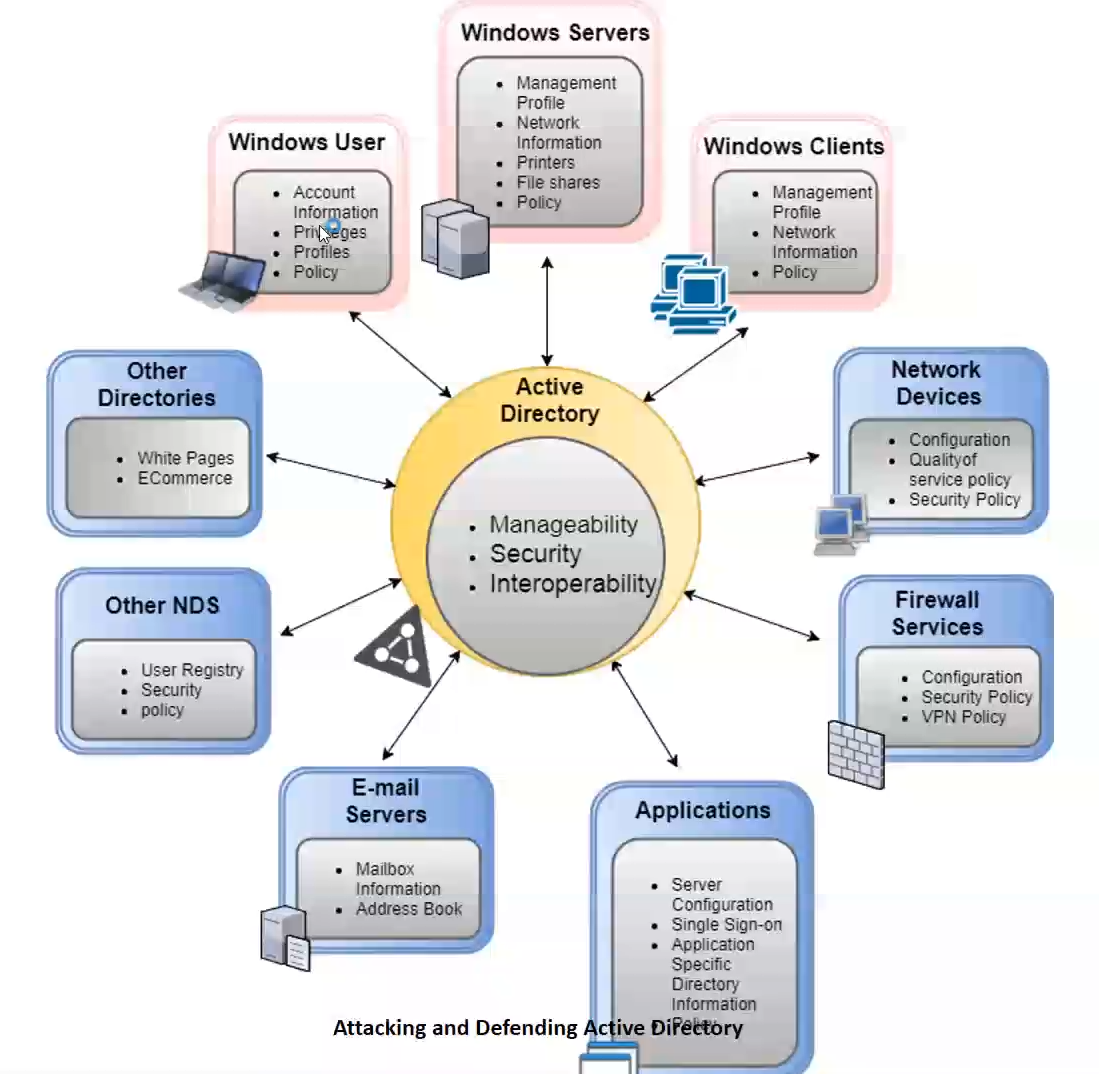 Windows Servers
• Management
Profile
• Network
Information
• Printers
• File shares
• Policy
Windows User
• Account
Information
• Privileges
• Profiles
• Policy
Windows Clients
• Management
Profile
• Network
Information
• Policy
Other
Directories
• White Pages
• ECommerce
Active
Directory
• Manageability
• Security
• Interoperability
Network
Devices
• Configuration
• Qualityof
service policy
• Security Policy
Other NDS
• User Registry
• Security
• policy
Firewall
Services
• Configuration
• Security Policy
• VPN Policy
E-mail
Servers
• Mailbox
Information
• Address Book
Applications
• Server
Configuration
• Single Sign-on
• Application
Specific
Directory
Information
• Policy
Attacking and Defending Active Directory